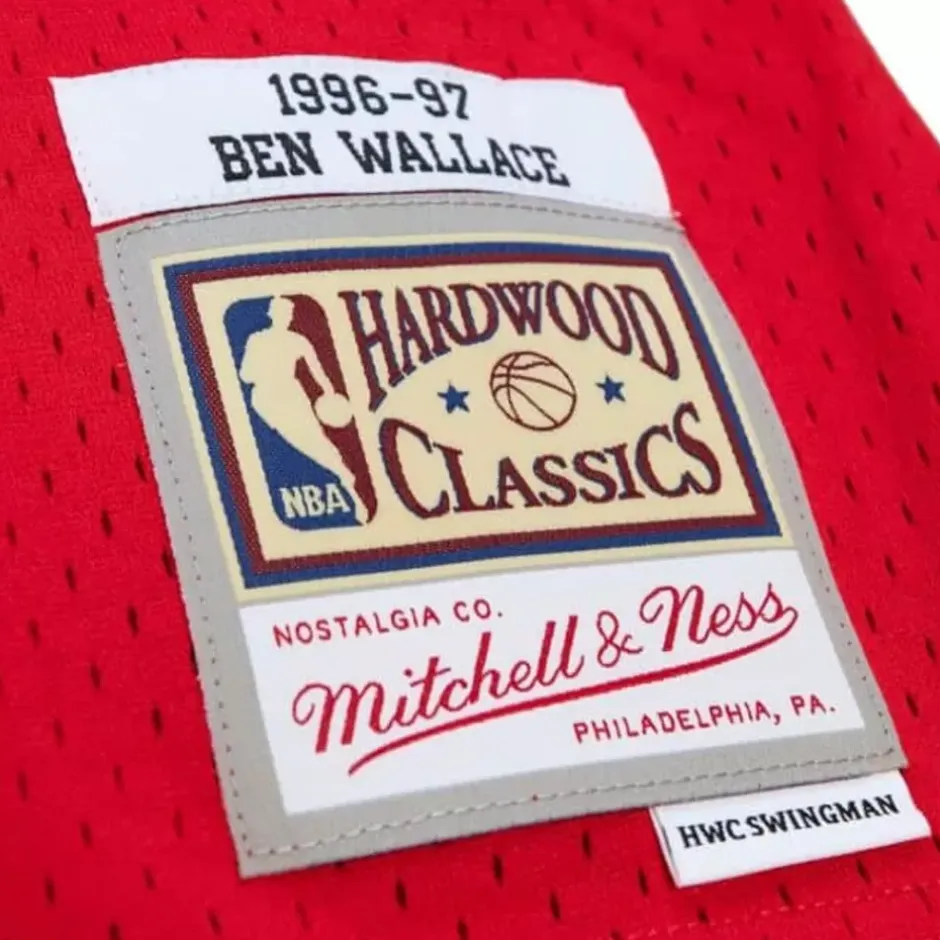 1996-97
BEN WALLACE
HARDWOOD
CLASSICS
NBA
NOSTALGIA CO.
Mitchell & Ness
PHILADELPHIA, PA.
HWC SWINGMAN